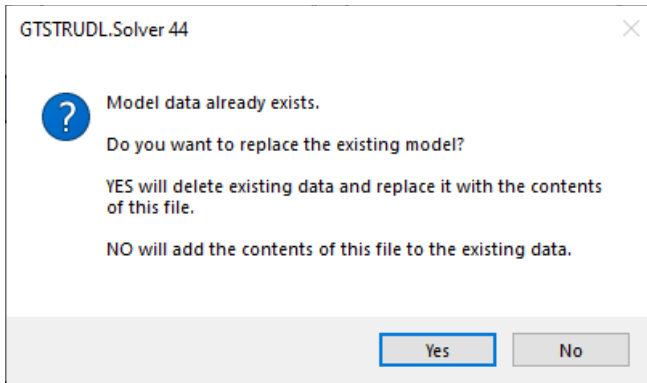 GTSTRUDL.Solver 44
Model data already exists.
Do you want to replace the existing model?
YES will delete existing data and replace it with the contents
of this file.
NO will add the contents of this file to the existing data.
Yes
No